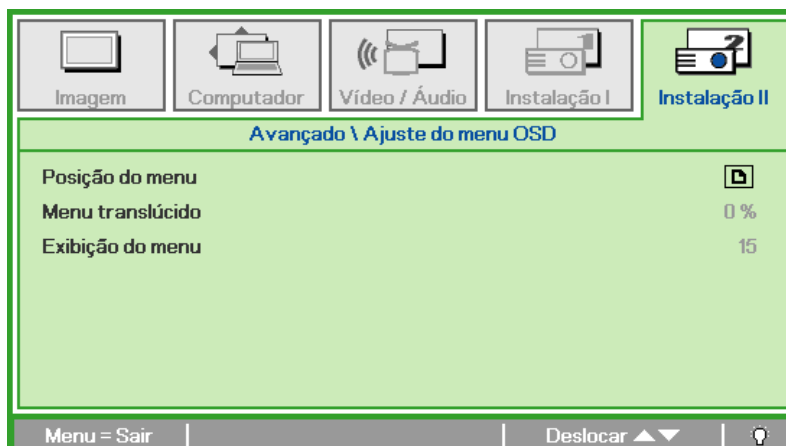 Imagem
Computador
Vídeo / Áudio
Instalação I
Instalação II
Avançado \ Ajuste do menu OSD
Posição do menu
Menu translúcido 0 %
Exibição do menu 15
Menu = Sair Deslocar ▲▼